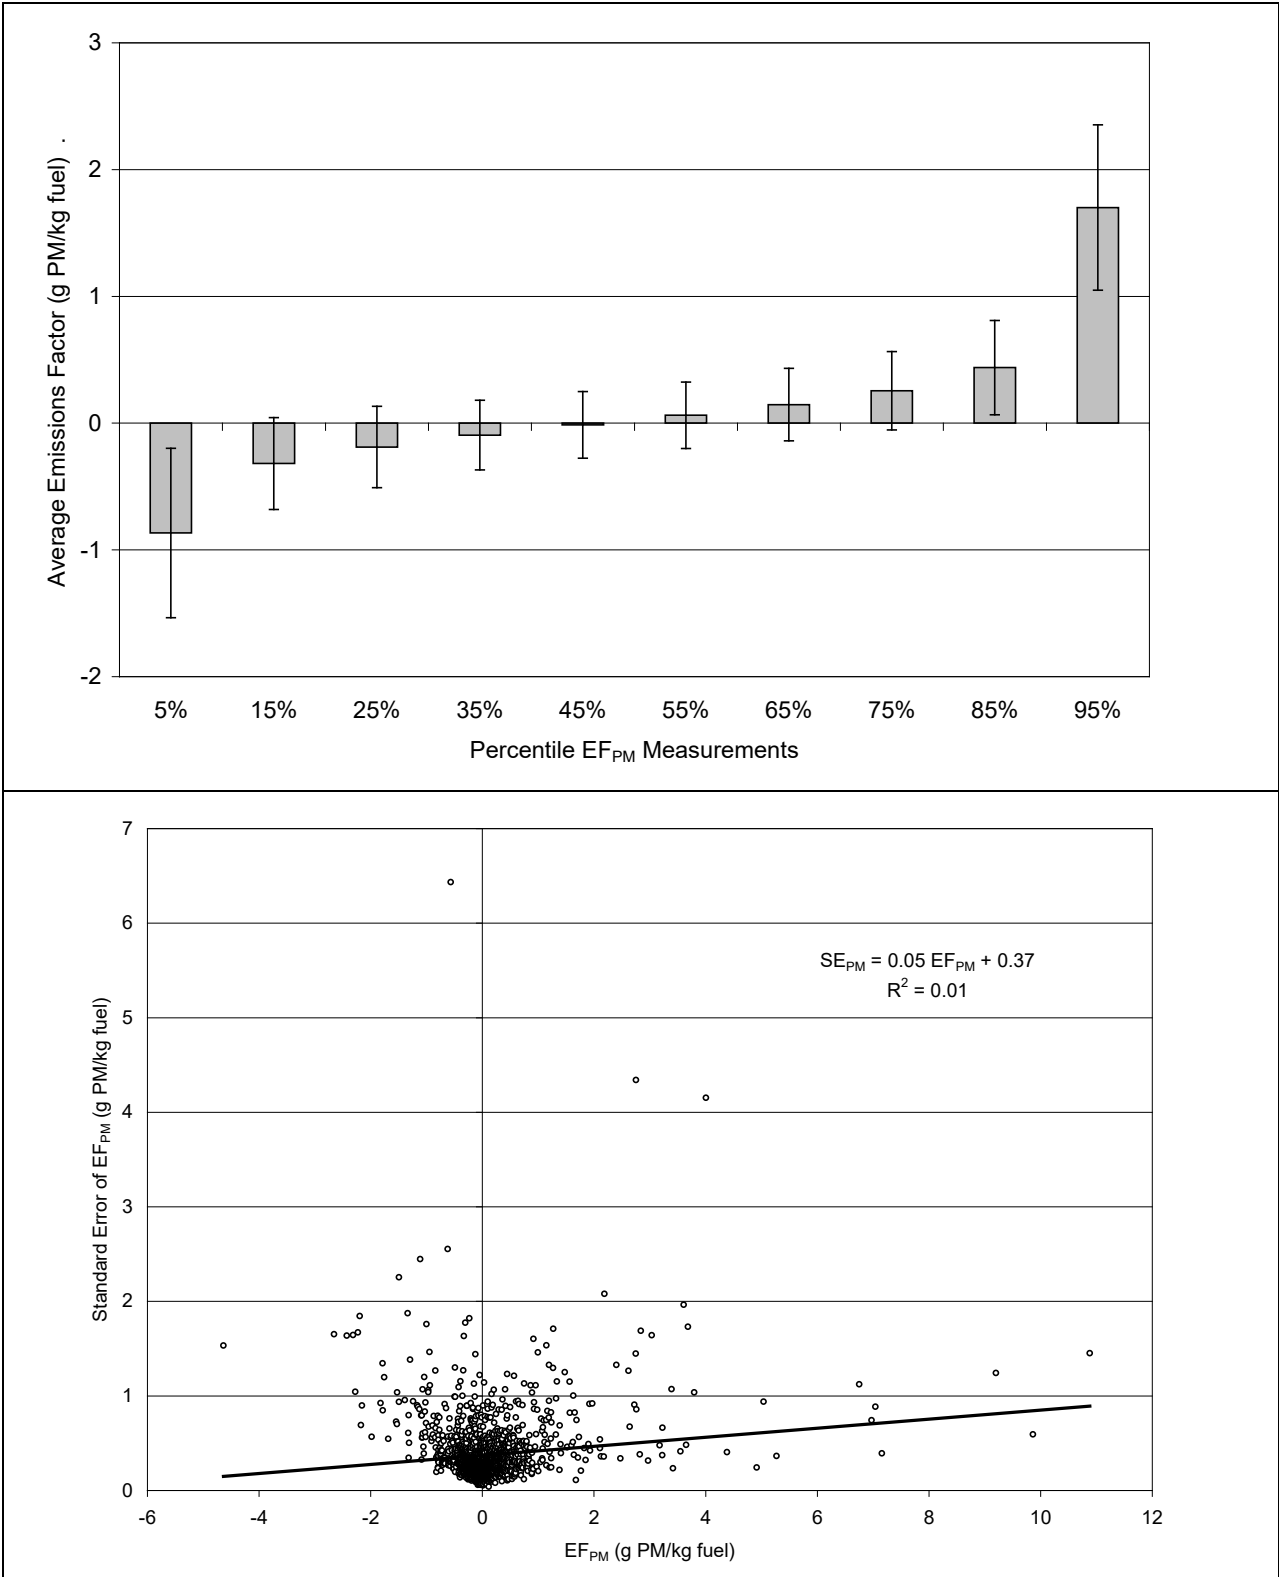 3
2
1
0
-1
-2
Average Emissions Factor (g PM/kg fuel) .
5% 15% 25% 35% 45% 55% 65% 75% 85% 95%
Percentile EFPM Measurements
7
6
5
4
3
2
1
0
Standard Error of EFPM (g PM/kg fuel)
SEPM = 0.05 EFPM + 0.37
R2 = 0.01
-6 -4 -2 0 2 4 6 8 10 12
EFPM (g PM/kg fuel)